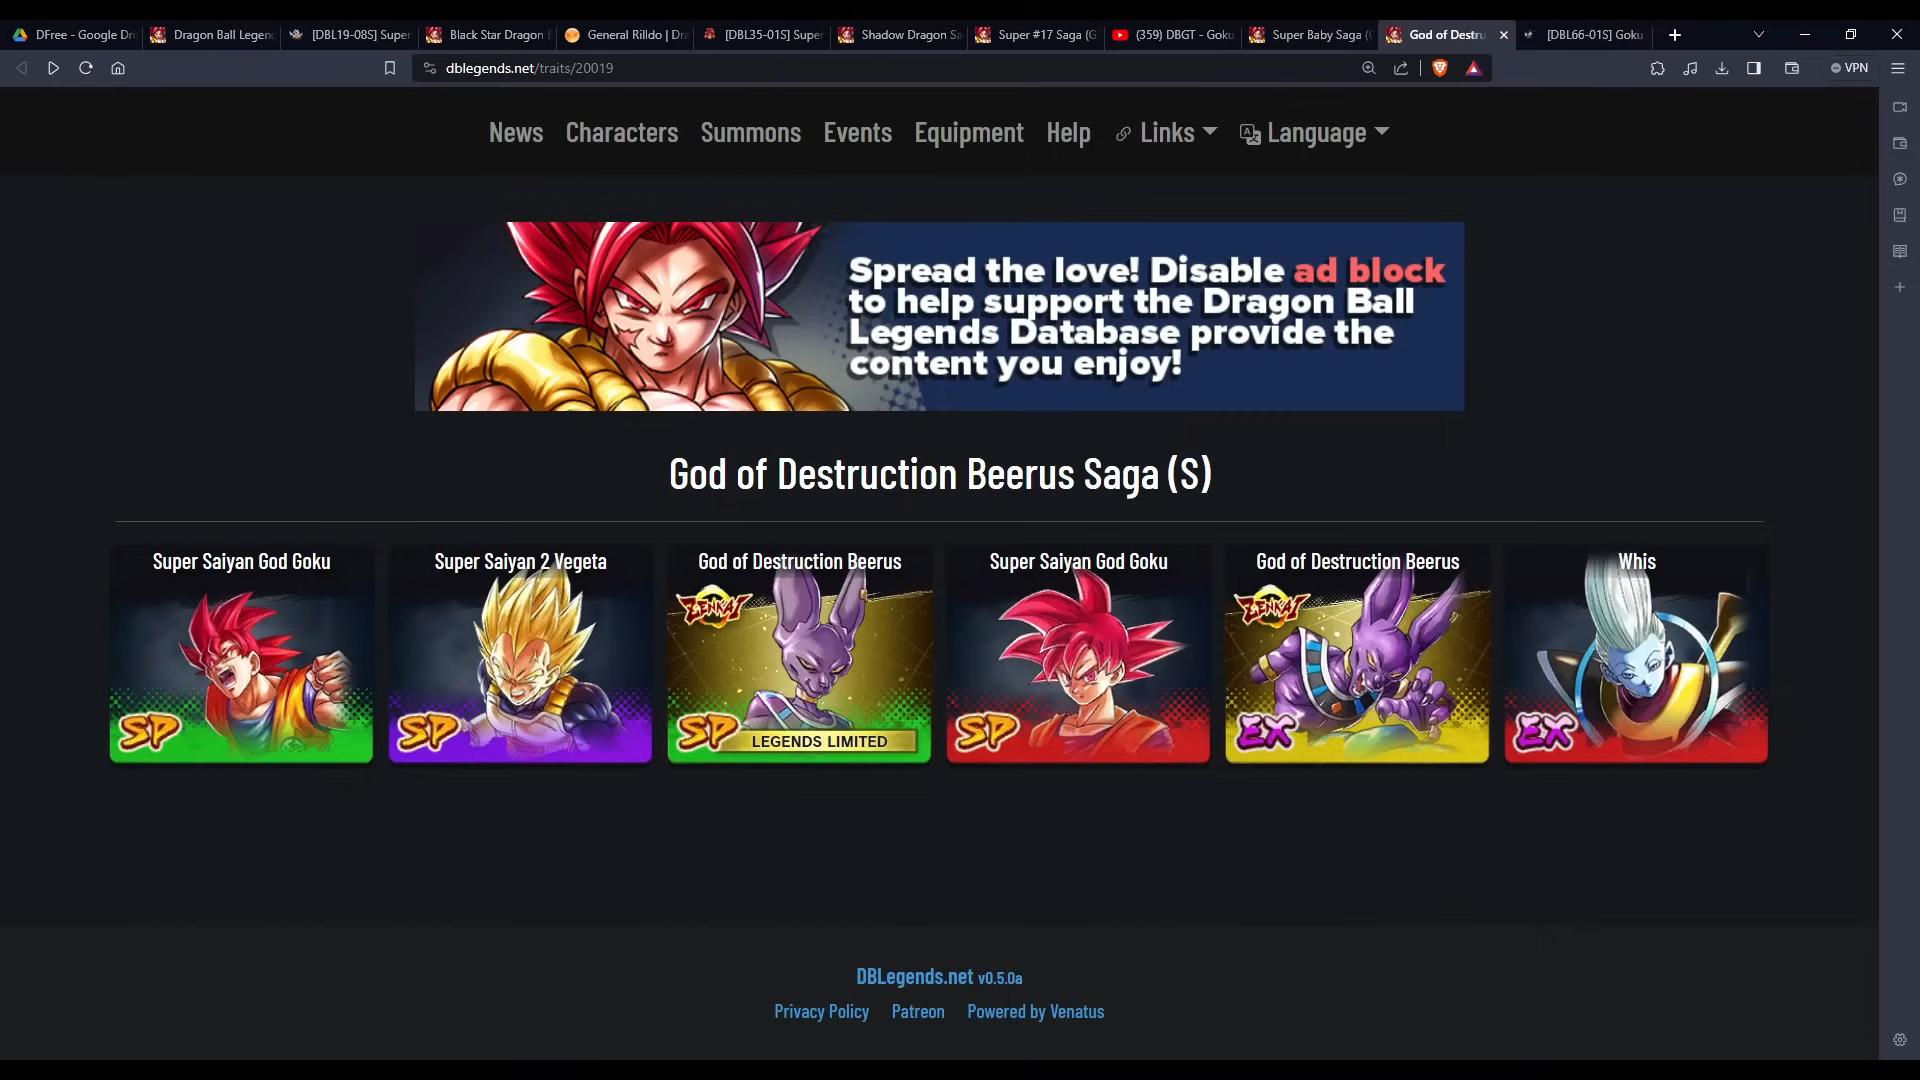 DFree - Google Dri
Dragon Ball Legend
[DBL19-08S] Super
Black Star Dragon B
General Rilldo | Dra
[DBL35-01S] Super
Shadow Dragon Sa
Super #17 Saga (G
(359) DBGT - Goku
Super Baby Saga (
God of Destru
[DBL66-01S] Goku
dblegends.net/traits/20019
VPN
News
Characters
Summons
Events
Equipment
Help
Links
Language
Spread the love! Disable ad block
to help support the Dragon Ball
Legends Database provide the
content you enjoy!
God of Destruction Beerus Saga (S)
Super Saiyan God Goku
SP
Super Saiyan 2 Vegeta
SP
God of Destruction Beerus
ZENKAI
SP
LEGENDS LIMITED
Super Saiyan God Goku
SP
God of Destruction Beerus
ZENKAI
EX
Whis
EX
DBLegends.net v0.5.0a
Privacy Policy
Patreon
Powered by Venatus